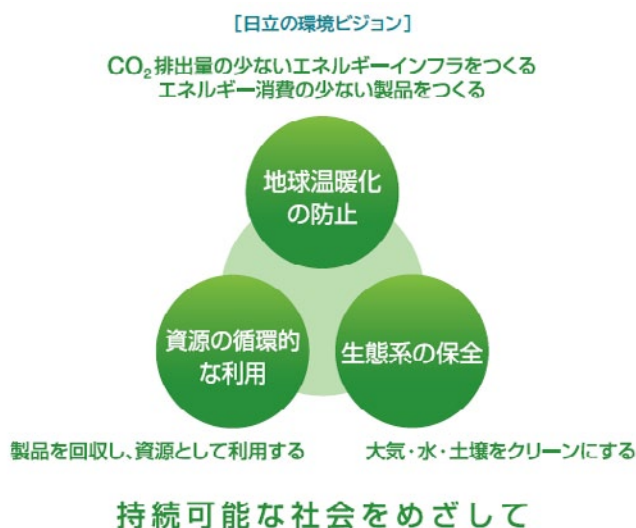 [日立の環境ビジョン]
CO₂排出量の少ないエネルギーインフラをつくる
エネルギー消費の少ない製品をつくる
地球温暖化
の防止
資源の循環的
な利用
生態系の保全
製品を回収し、資源として利用する
大気・水・土壌をクリーンにする
持続可能な社会をめざして